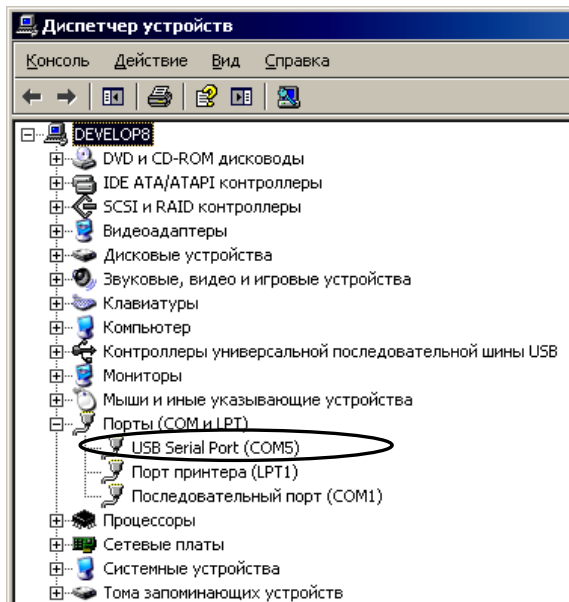 Диспетчер устройств
Консоль Действие Вид Справка
DEVELOP8
DVD и CD-ROM дисководы
IDE ATA/ATAPI контроллеры
SCSI и RAID контроллеры
Видеоадаптеры
Дисковые устройства
Звуковые, видео и игровые устройства
Клавиатуры
Компьютер
Контроллеры универсальной последовательной шины USB
Мониторы
Мыши и иные указывающие устройства
Порты (COM и LPT)
USB Serial Port (COM5)
Порт принтера (LPT1)
Последовательный порт (COM1)
Процессоры
Сетевые платы
Системные устройства
Тома запоминающих устройств